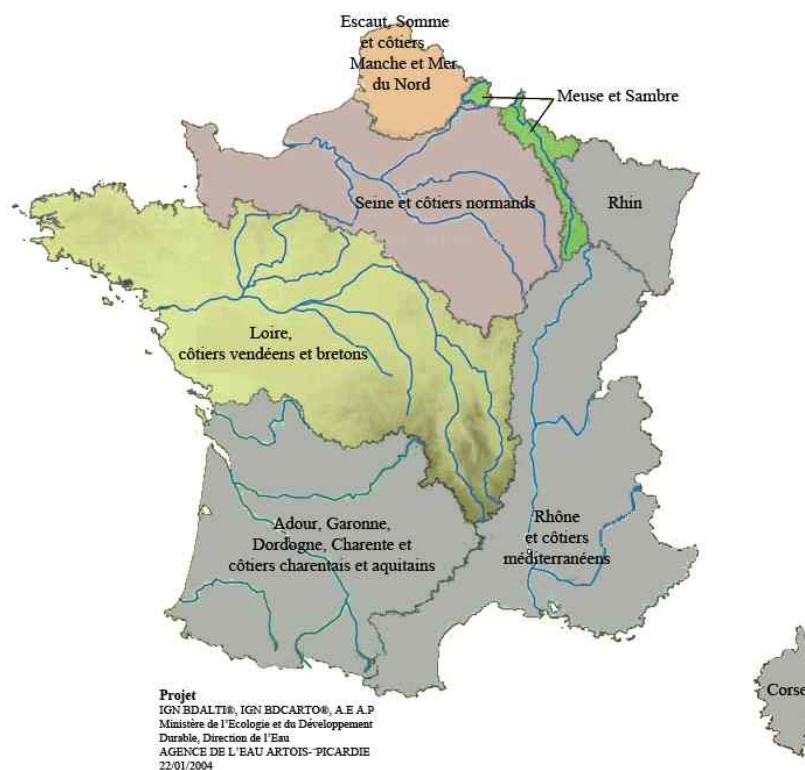 Escaut, Somme
et côtiers
Manche et Mer
du Nord
Meuse et Sambre
Seine et côtiers normands
Rhin
Loire,
côtiers vendéens et bretons
Adour, Garonne,
Dordogne, Charente et
côtiers charentais et aquitains
Rhône
et côtiers
méditerranéens
Corse
Projet
IGN BDALTI®, IGN BDCARTO®, A.E A.P
Ministère de l'Ecologie et du Développement
Durable, Direction de l'Eau
AGENCE DE L'EAU ARTOIS-¨PICARDIE
22/01/2004